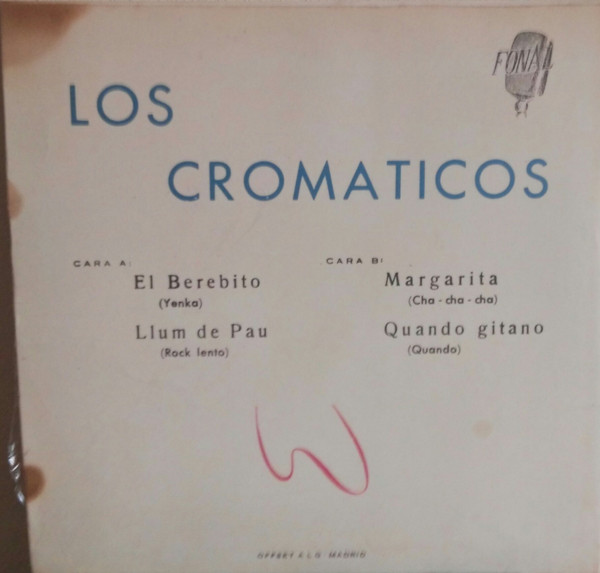 FONAL
LOS
CROMATICOS
CARA A:
El Berebito
(Yenka)
Llum de Pau
(Rock lento)
CARA B:
Margarita
(Cha - cha - cha)
Quando gitano
(Quando)
OFFSET E.L.G. MADRID